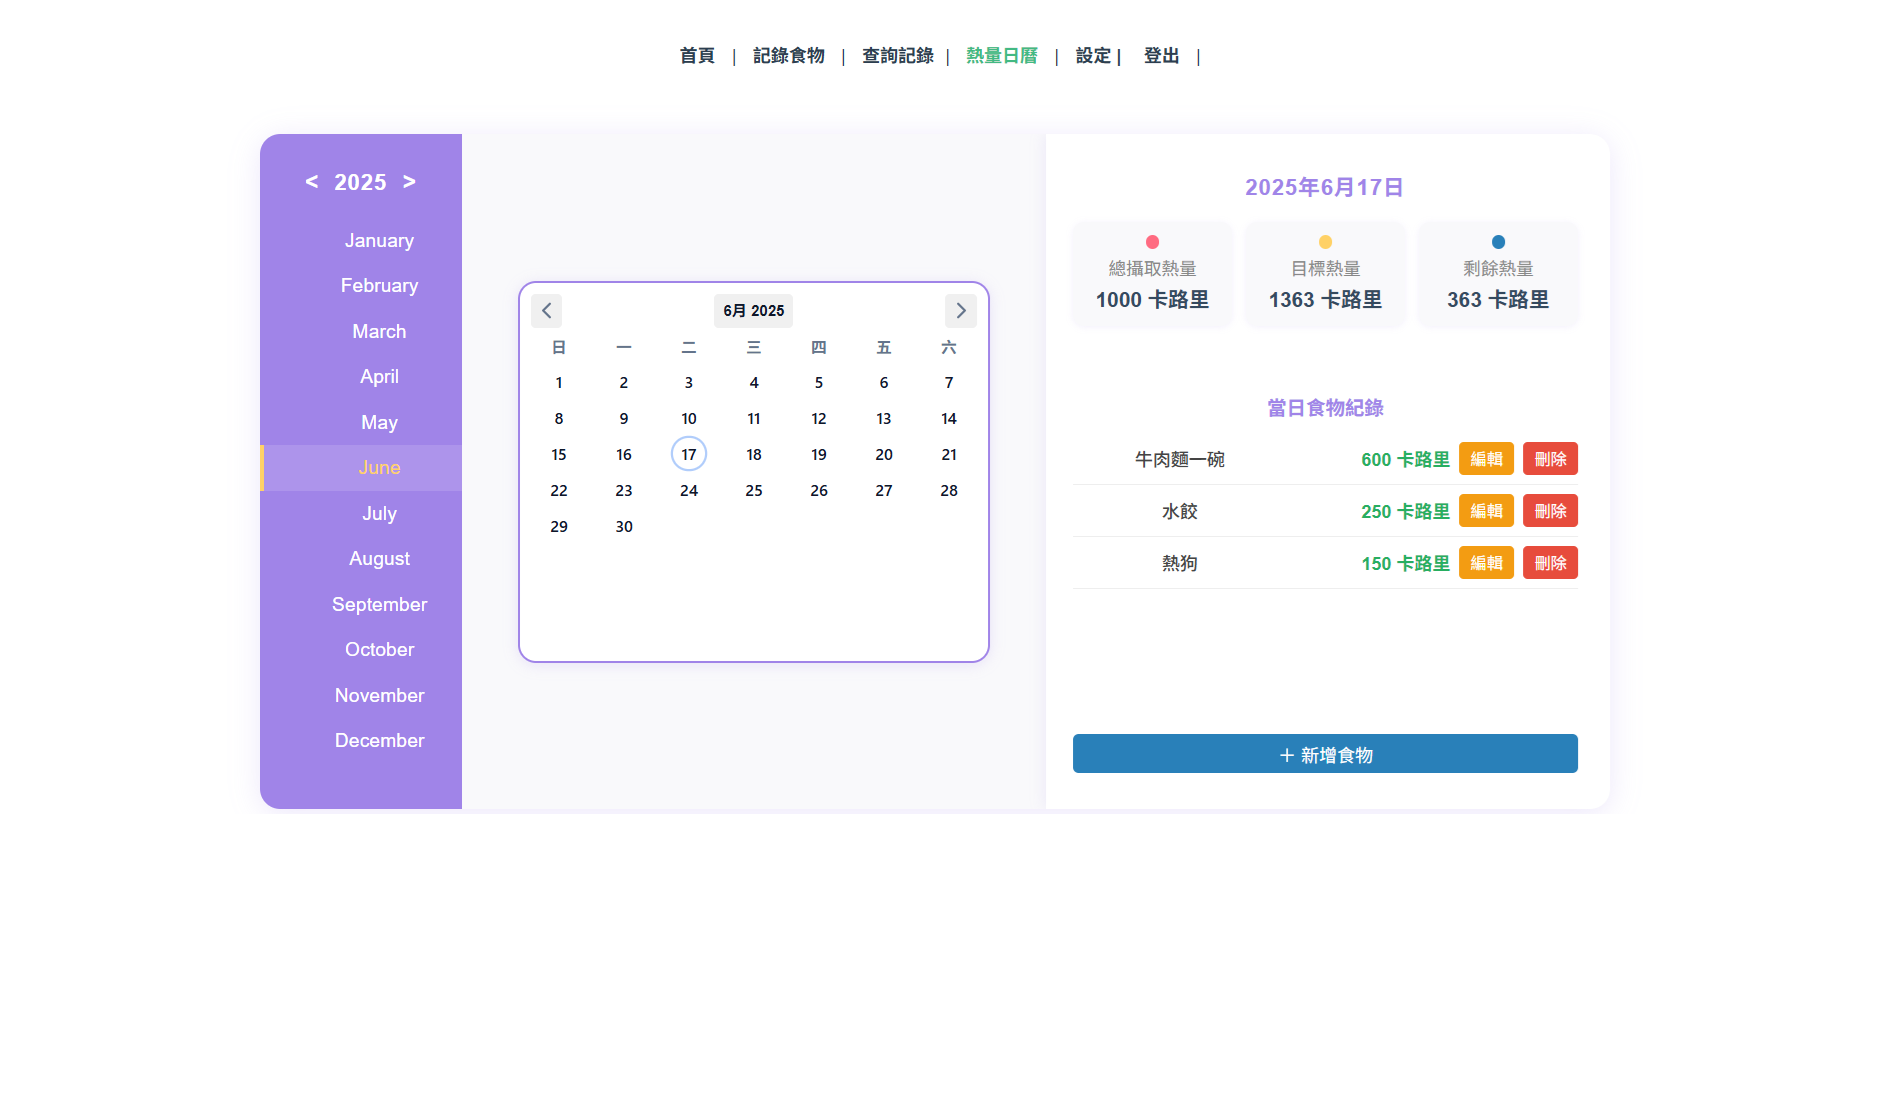 首頁 | 記錄食物 | 查詢記錄 | 熱量日曆 | 設定 | 登出 |
< 2025 >
January
February
March
April
May
June
July
August
September
October
November
December
6月 2025
日 一 二 三 四 五 六
1 2 3 4 5 6 7
8 9 10 11 12 13 14
15 16 17 18 19 20 21
22 23 24 25 26 27 28
29 30
2025年6月17日
總攝取熱量
1000 卡路里
目標熱量
1363 卡路里
剩餘熱量
363 卡路里
當日食物紀錄
牛肉麵一碗 600 卡路里 編輯 刪除
水餃 250 卡路里 編輯 刪除
熱狗 150 卡路里 編輯 刪除
＋ 新增食物